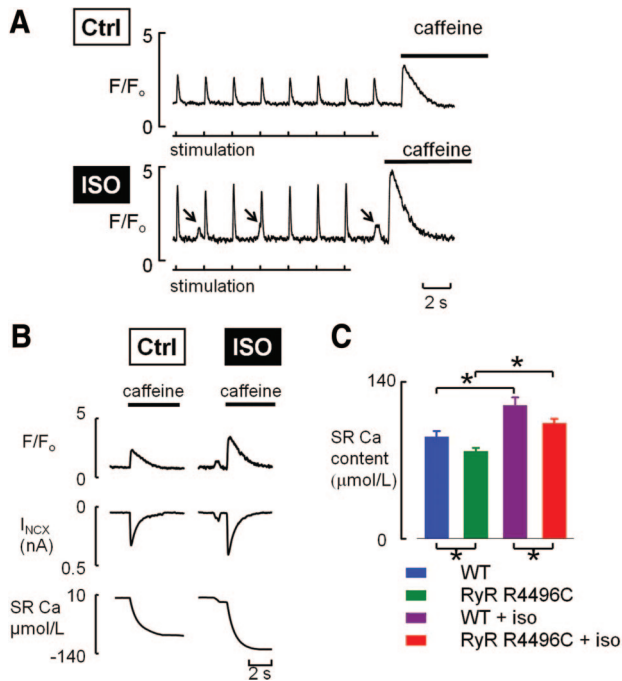 A
Ctrl
caffeine
5
F/Fo
0
stimulation
ISO
caffeine
5
F/Fo
0
stimulation
2 s
B
Ctrl
ISO
caffeine
caffeine
5
F/Fo
0
0
INCX
(nA)
0.5
10
SR Ca
μmol/L
-140
2 s
C
*
*
140
SR Ca
content
(μmol/L)
0
*
*
WT
RyR R4496C
WT + iso
RyR R4496C + iso